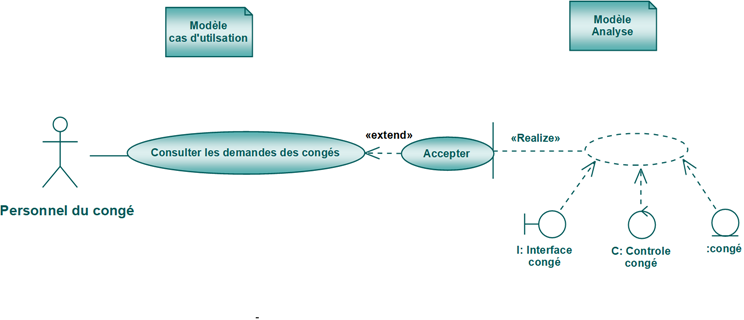 Modèle
cas d'utilsation
Modèle
Analyse
«extend»
«Realize»
Consulter les demandes des congés
Accepter
Personnel du congé
I: Interface
congé
C: Controle
congé
:congé
-